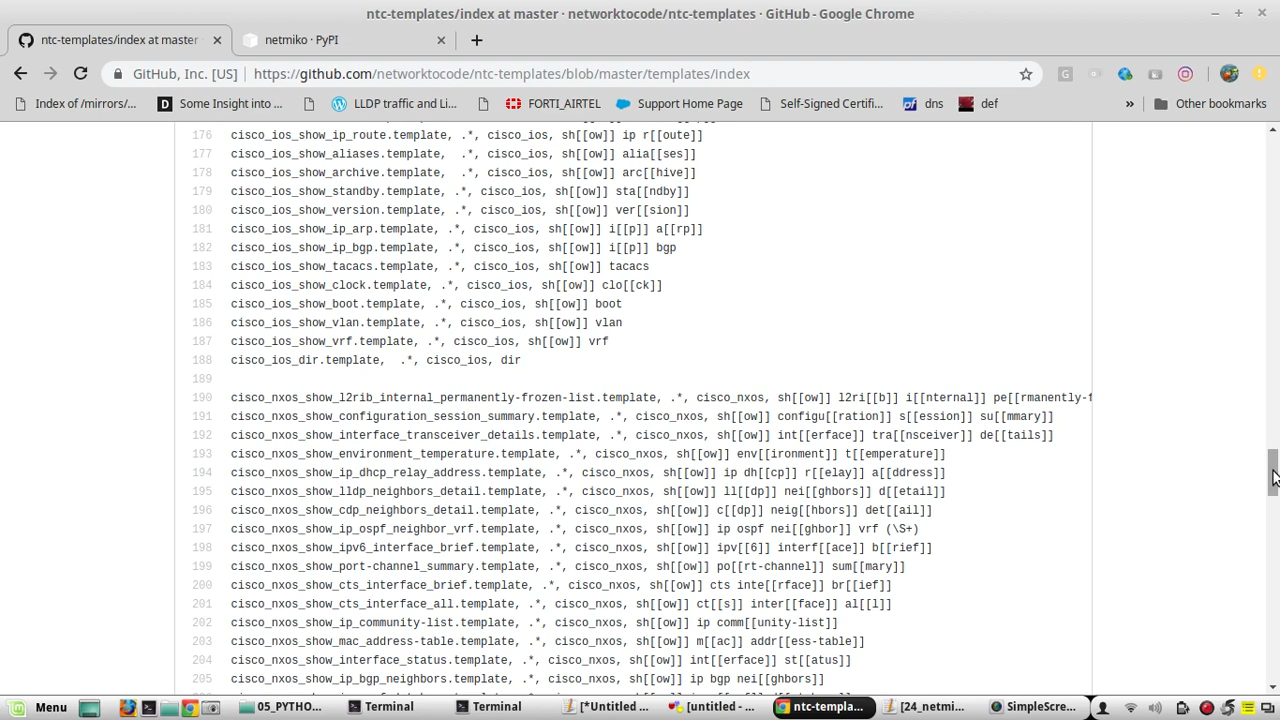 ntc-templates/index at master · networktocode/ntc-templates · GitHub - Google Chrome
ntc-templates/index at master
netmiko · PyPI
GitHub, Inc. [US] https://github.com/networktocode/ntc-templates/blob/master/templates/index
Index of /mirrors/... Some Insight into ... LLDP traffic and Li... FORTI_AIRTEL Support Home Page Self-Signed Certifi... dns def » Other bookmarks
176 cisco_ios_show_ip_route.template, .*, cisco_ios, sh[[ow]] ip r[[oute]]
177 cisco_ios_show_aliases.template, .*, cisco_ios, sh[[ow]] alia[[ses]]
178 cisco_ios_show_archive.template, .*, cisco_ios, sh[[ow]] arc[[hive]]
179 cisco_ios_show_standby.template, .*, cisco_ios, sh[[ow]] sta[[ndby]]
180 cisco_ios_show_version.template, .*, cisco_ios, sh[[ow]] ver[[sion]]
181 cisco_ios_show_ip_arp.template, .*, cisco_ios, sh[[ow]] i[[p]] a[[rp]]
182 cisco_ios_show_ip_bgp.template, .*, cisco_ios, sh[[ow]] i[[p]] bgp
183 cisco_ios_show_tacacs.template, .*, cisco_ios, sh[[ow]] tacacs
184 cisco_ios_show_clock.template, .*, cisco_ios, sh[[ow]] clo[[ck]]
185 cisco_ios_show_boot.template, .*, cisco_ios, sh[[ow]] boot
186 cisco_ios_show_vlan.template, .*, cisco_ios, sh[[ow]] vlan
187 cisco_ios_show_vrf.template, .*, cisco_ios, sh[[ow]] vrf
188 cisco_ios_dir.template, .*, cisco_ios, dir
189
190 cisco_nxos_show_l2rib_internal_permanently-frozen-list.template, .*, cisco_nxos, sh[[ow]] l2ri[[b]] i[[nternal]] pe[[rmanently-f
191 cisco_nxos_show_configuration_session_summary.template, .*, cisco_nxos, sh[[ow]] configu[[ration]] s[[ession]] su[[mmary]]
192 cisco_nxos_show_interface_transceiver_details.template, .*, cisco_nxos, sh[[ow]] int[[erface]] tra[[nsceiver]] de[[tails]]
193 cisco_nxos_show_environment_temperature.template, .*, cisco_nxos, sh[[ow]] env[[ironment]] t[[emperature]]
194 cisco_nxos_show_ip_dhcp_relay_address.template, .*, cisco_nxos, sh[[ow]] ip dh[[cp]] r[[elay]] a[[ddress]]
195 cisco_nxos_show_lldp_neighbors_detail.template, .*, cisco_nxos, sh[[ow]] ll[[dp]] nei[[ghbors]] d[[etail]]
196 cisco_nxos_show_cdp_neighbors_detail.template, .*, cisco_nxos, sh[[ow]] c[[dp]] neig[[hbors]] det[[ail]]
197 cisco_nxos_show_ip_ospf_neighbor_vrf.template, .*, cisco_nxos, sh[[ow]] ip ospf nei[[ghbor]] vrf (\S+)
198 cisco_nxos_show_ipv6_interface_brief.template, .*, cisco_nxos, sh[[ow]] ipv[[6]] interf[[ace]] b[[rief]]
199 cisco_nxos_show_port-channel_summary.template, .*, cisco_nxos, sh[[ow]] po[[rt-channel]] sum[[mary]]
200 cisco_nxos_show_cts_interface_brief.template, .*, cisco_nxos, sh[[ow]] cts inte[[rface]] br[[ief]]
201 cisco_nxos_show_cts_interface_all.template, .*, cisco_nxos, sh[[ow]] ct[[s]] inter[[face]] al[[l]]
202 cisco_nxos_show_ip_community-list.template, .*, cisco_nxos, sh[[ow]] ip comm[[unity-list]]
203 cisco_nxos_show_mac_address-table.template, .*, cisco_nxos, sh[[ow]] m[[ac]] addr[[ess-table]]
204 cisco_nxos_show_interface_status.template, .*, cisco_nxos, sh[[ow]] int[[erface]] st[[atus]]
205 cisco_nxos_show_ip_bgp_neighbors.template, .*, cisco_nxos, sh[[ow]] ip bgp nei[[ghbors]]
Menu 05_PYTHO... Terminal Terminal [*Untitled ... [untitled - ... ntc-templa... [24_netmi... SimpleScre...